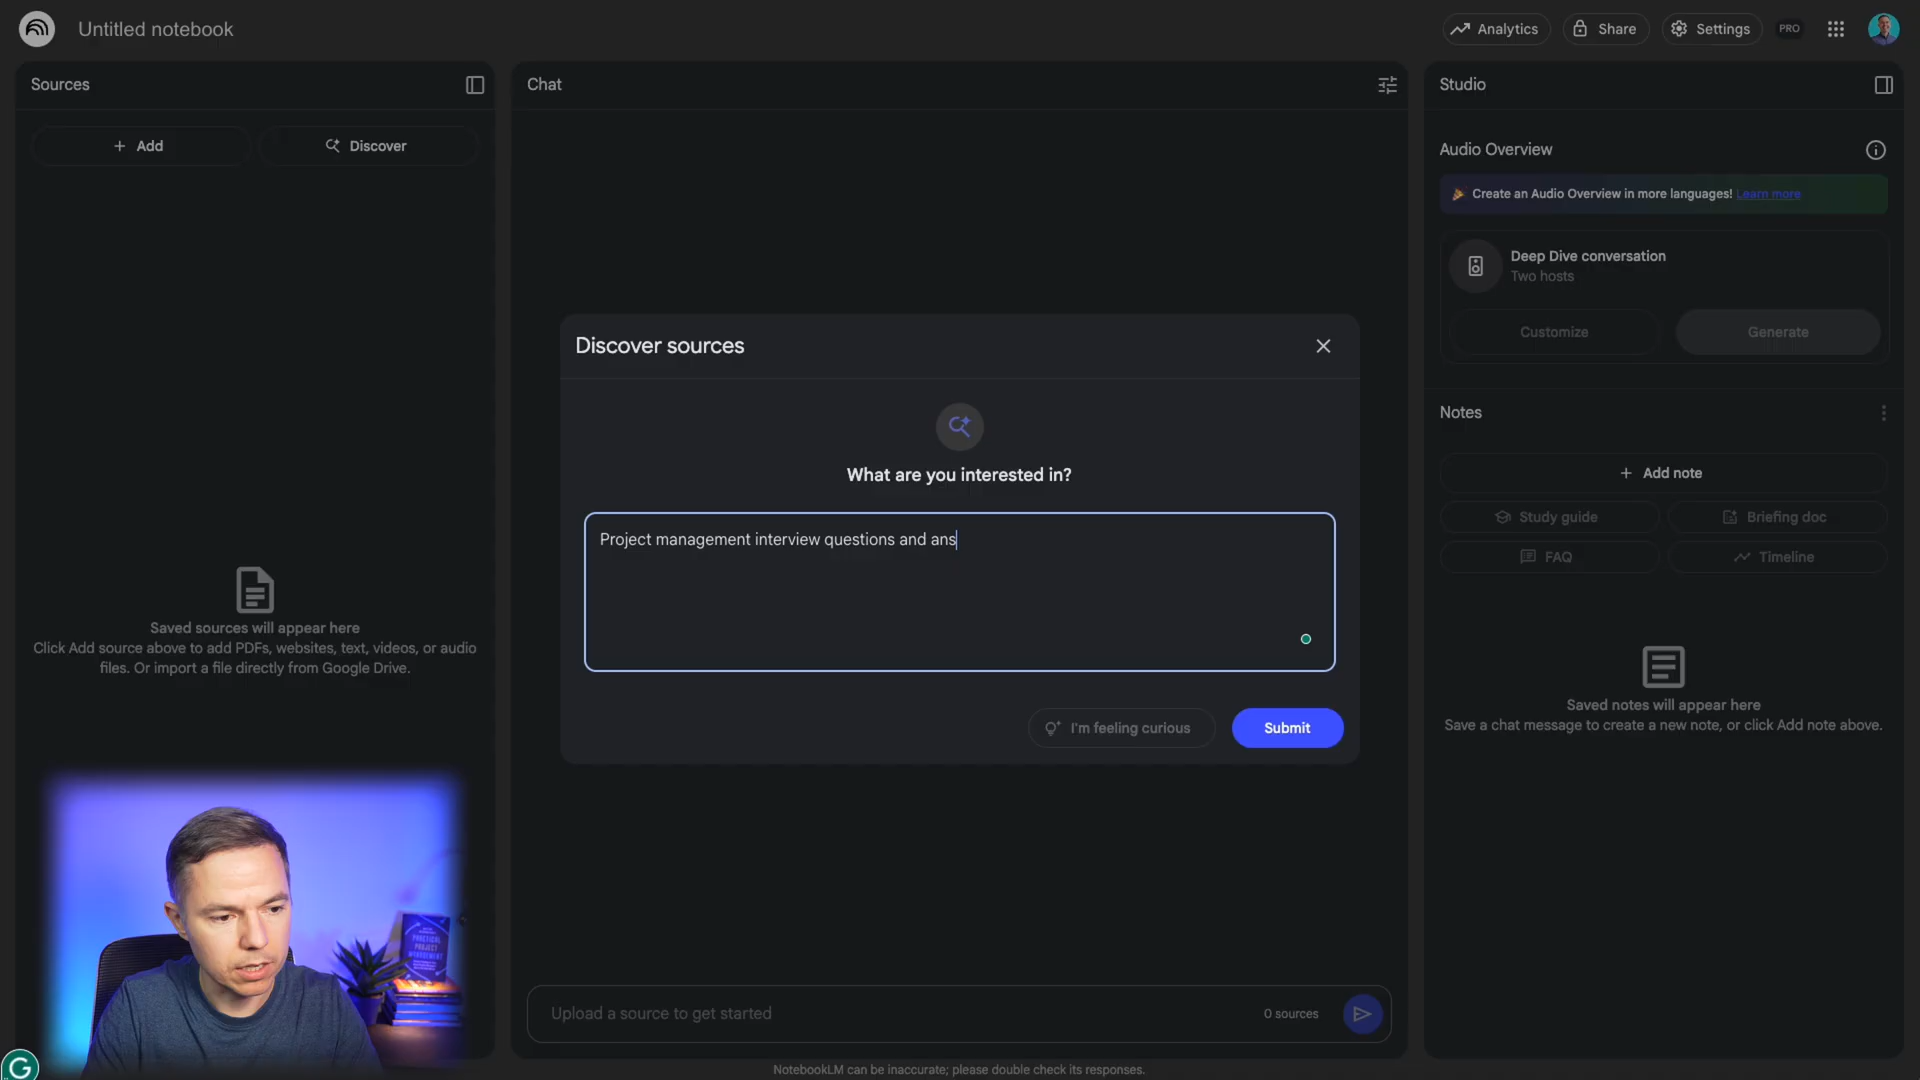 Untitled notebook
Analytics
Share
Settings
PRO
Sources
Add
Discover
Saved sources will appear here
Click Add source above to add PDFs, websites, text, videos, or audio
files. Or import a file directly from Google Drive.
Chat
Discover sources
What are you interested in?
Project management interview questions and ans
I'm feeling curious
Submit
Upload a source to get started
0 sources
NotebookLM can be inaccurate; please double check its responses.
Studio
Audio Overview
Create an Audio Overview in more languages! Learn more
Deep Dive conversation
Two hosts
Customize
Generate
Notes
Add note
Study guide
Briefing doc
FAQ
Timeline
Saved notes will appear here
Save a chat message to create a new note, or click Add note above.
PRACTICAL
PROJECT
MANAGEMENT